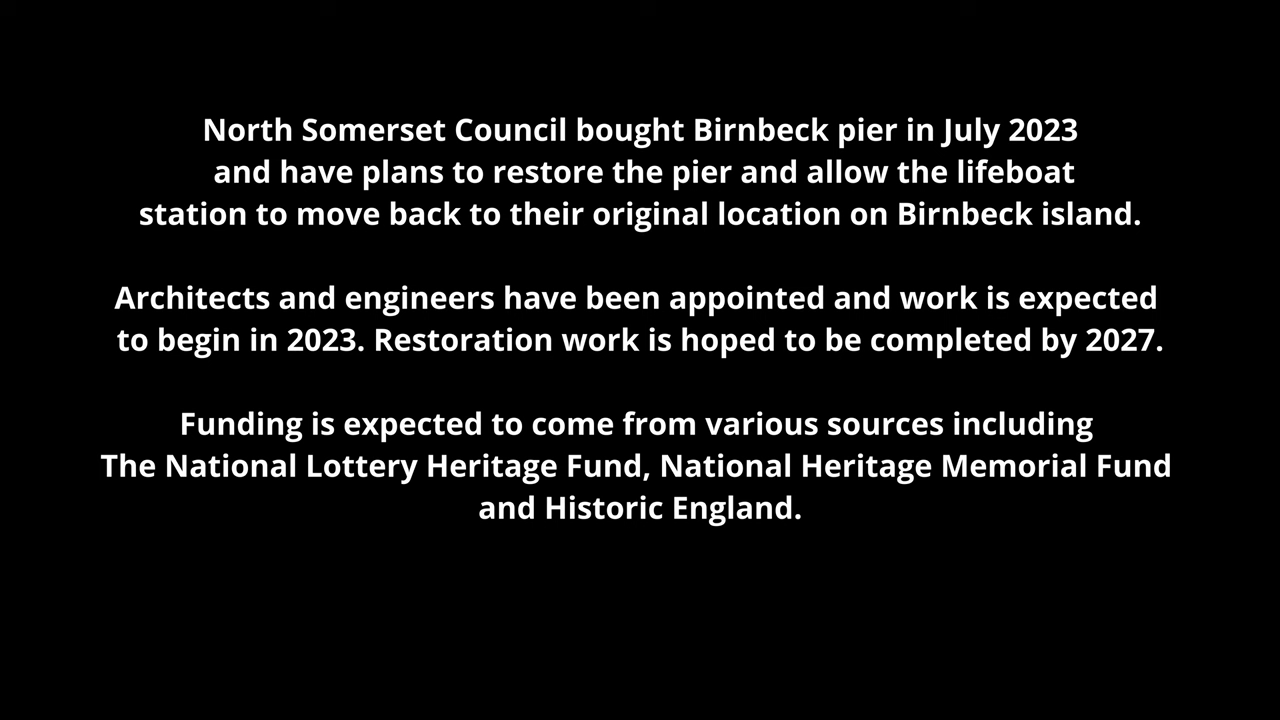 North Somerset Council bought Birnbeck pier in July 2023
and have plans to restore the pier and allow the lifeboat
station to move back to their original location on Birnbeck island.
Architects and engineers have been appointed and work is expected
to begin in 2023. Restoration work is hoped to be completed by 2027.
Funding is expected to come from various sources including
The National Lottery Heritage Fund, National Heritage Memorial Fund
and Historic England.